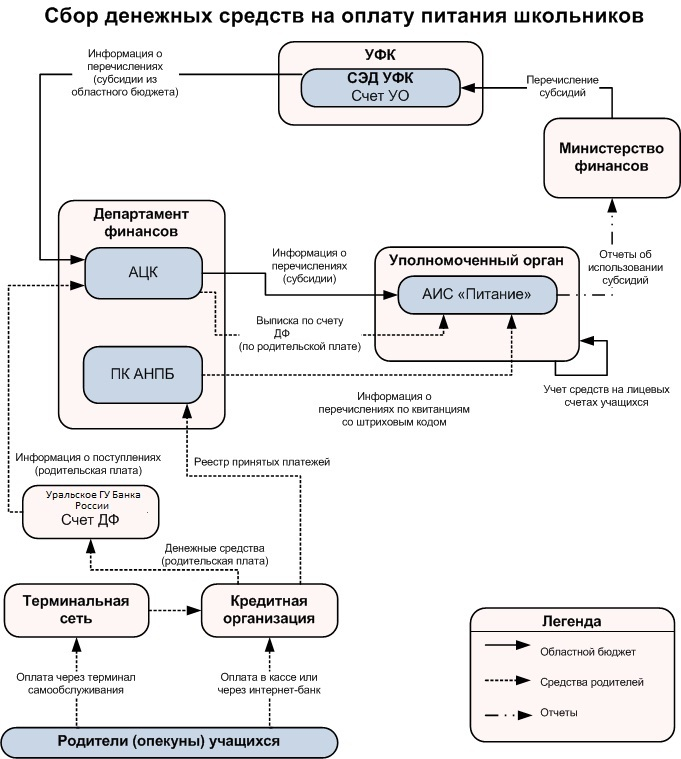 Сбор денежных средств на оплату питания школьников
Информация о
перечислениях
(субсидии из
областного бюджета)
УФК
СЭД УФК
Счет УО
Перечисление
субсидий
Министерство
финансов
Департамент
финансов
АЦК
Информация о
перечислениях
(субсидии)
Уполномоченный орган
АИС «Питание»
Отчеты об
использовании
субсидий
Выписка по счету
ДФ
(по родительской плате)
ПК АНПБ
Учет средств на лицевых
счетах учащихся
Информация о
перечислениях по квитанциям
со штриховым кодом
Информация о поступлениях
(родительская плата)
Реестр принятых платежей
Уральское ГУ Банка
России
Счет ДФ
Денежные средства
(родительская плата)
Терминальная
сеть
Кредитная
организация
Оплата через терминал
самообслуживания
Оплата в кассе или
через интернет-банк
Родители (опекуны) учащихся
Легенда
Областной бюджет
Средства родителей
Отчеты